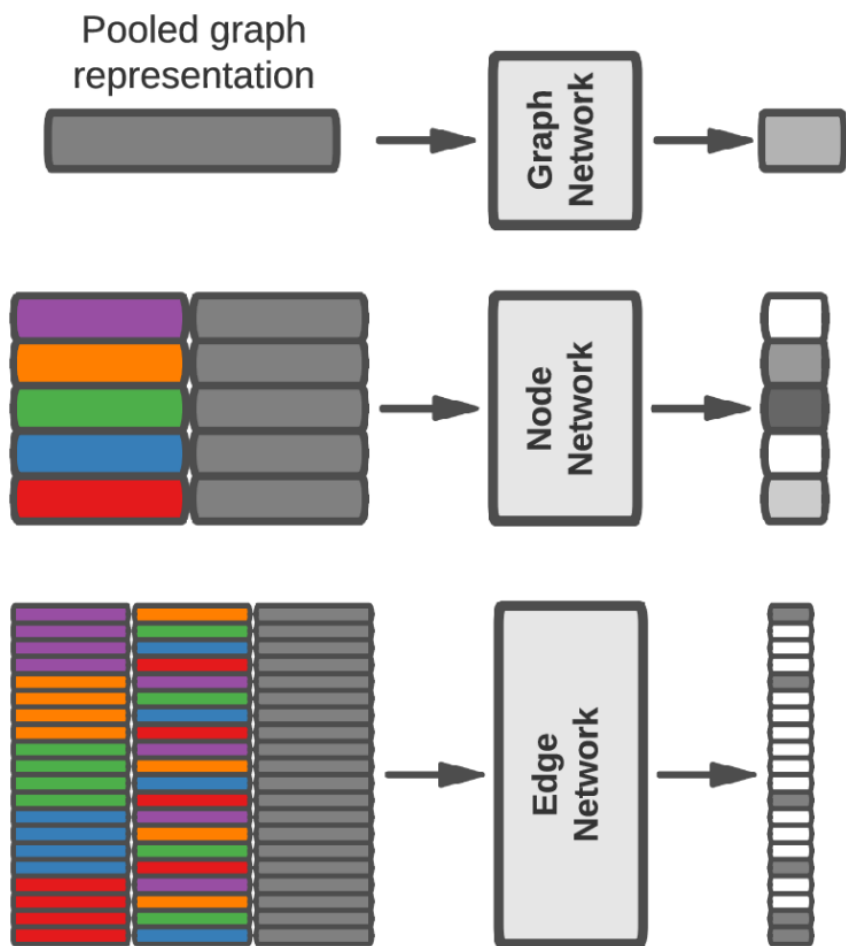 Pooled graph
representation
Graph
Network
Node
Network
Edge
Network